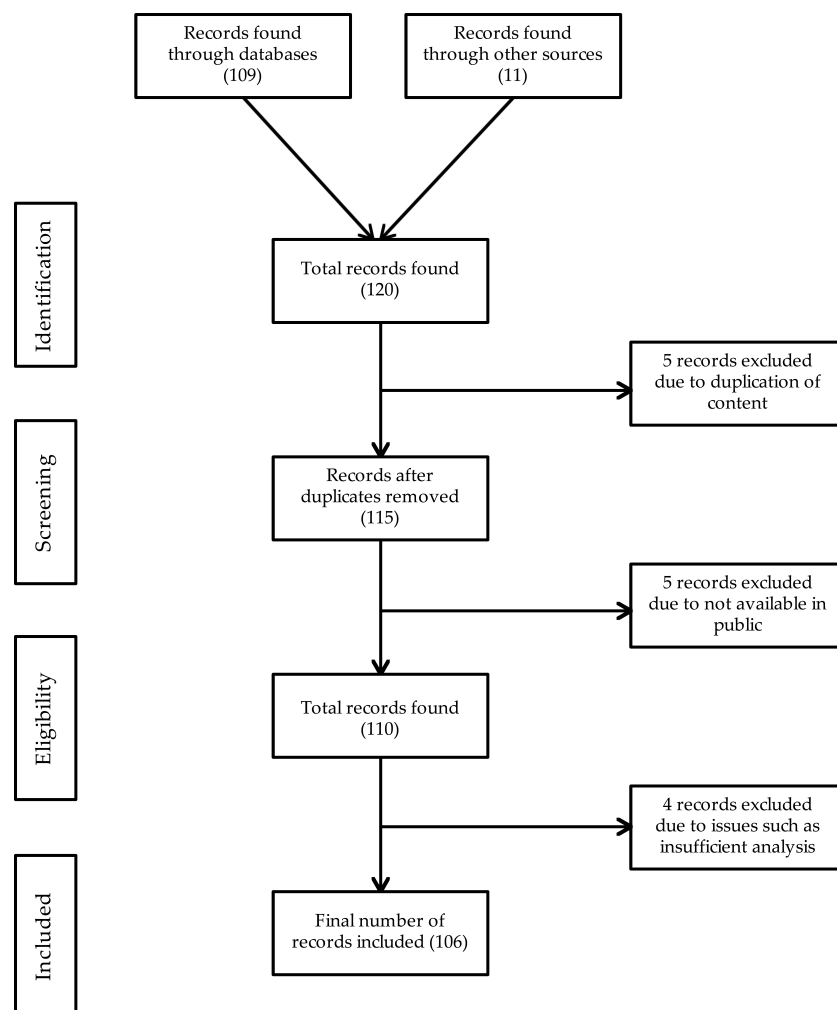 Records found
through databases
(109)
Records found
through other sources
(11)
Identification
Total records found
(120)
5 records excluded
due to duplication of
content
Screening
Records after
duplicates removed
(115)
5 records excluded
due to not available in
public
Eligibility
Total records found
(110)
4 records excluded
due to issues such as
insufficient analysis
Included
Final number of
records included (106)